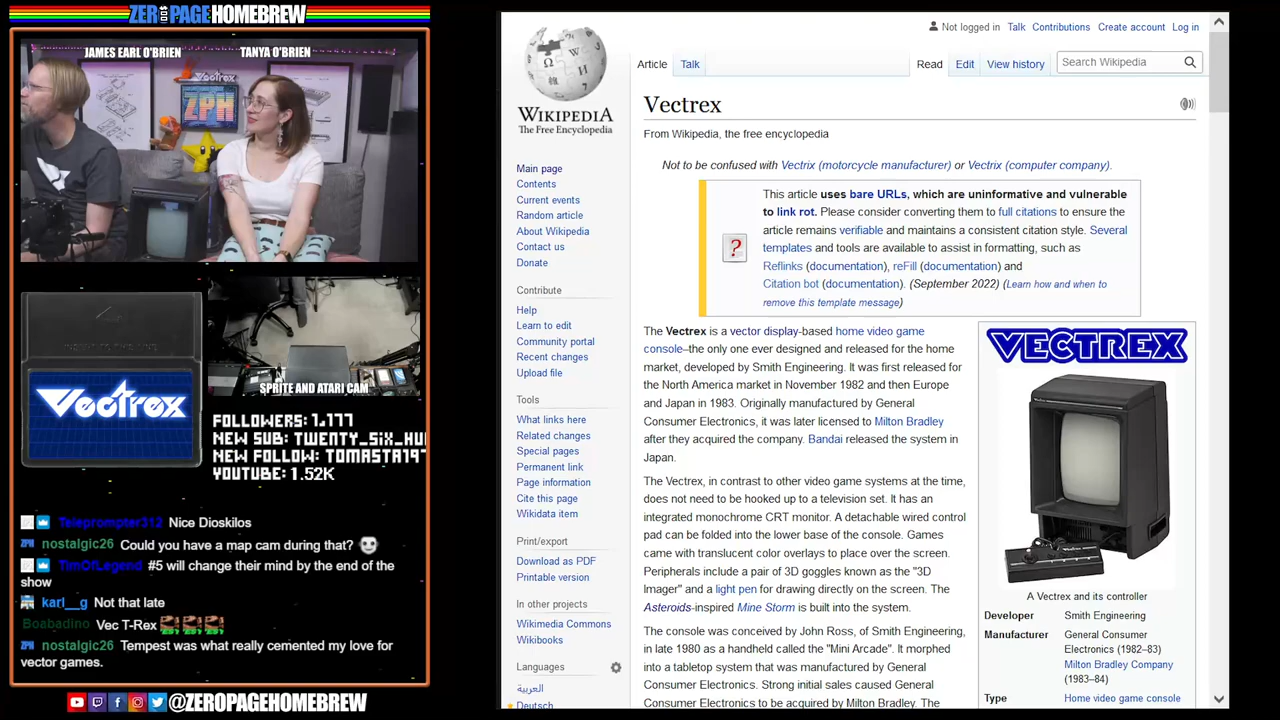 ZERO PAGE HOMEBREW
JAMES EARL O'BRIEN
TANYA O'BRIEN
Vectrex
ZPH
Vectrex
SPRITE AND ATARI CAM
FOLLOWERS: 1,777
NEW SUB: TWENTY_SIX_HU
NEW FOLLOW: TOMASTA197
YOUTUBE: 1.52K
Teleprompter312 Nice Dioskilos
nostalgic26 Could you have a map cam during that?
TimOfLegend #5 will change their mind by the end of the
show
karl__g Not that late
Boabadino Vec T-Rex
nostalgic26 Tempest was what really cemented my love for
vector games.
@ZEROPAGEHOMEBREW
WIKIPEDIA
The Free Encyclopedia
Main page
Contents
Current events
Random article
About Wikipedia
Contact us
Donate
Contribute
Help
Learn to edit
Community portal
Recent changes
Upload file
Tools
What links here
Related changes
Special pages
Permanent link
Page information
Cite this page
Wikidata item
Print/export
Download as PDF
Printable version
In other projects
Wikimedia Commons
Wikibooks
Languages
العربية
Deutsch
Not logged in Talk Contributions Create account Log in
Article Talk Read Edit View history Search Wikipedia
Vectrex
From Wikipedia, the free encyclopedia
Not to be confused with Vectrix (motorcycle manufacturer) or Vectrix (computer company).
This article uses bare URLs, which are uninformative and vulnerable
to link rot. Please consider converting them to full citations to ensure the
article remains verifiable and maintains a consistent citation style. Several
templates and tools are available to assist in formatting, such as
Reflinks (documentation), reFill (documentation) and
Citation bot (documentation). (September 2022) (Learn how and when to
remove this template message)
The Vectrex is a vector display-based home video game
console–the only one ever designed and released for the home
market, developed by Smith Engineering. It was first released for
the North America market in November 1982 and then Europe
and Japan in 1983. Originally manufactured by General
Consumer Electronics, it was later licensed to Milton Bradley
after they acquired the company. Bandai released the system in
Japan.
The Vectrex, in contrast to other video game systems at the time,
does not need to be hooked up to a television set. It has an
integrated monochrome CRT monitor. A detachable wired control
pad can be folded into the lower base of the console. Games
came with translucent color overlays to place over the screen.
Peripherals include a pair of 3D goggles known as the "3D
Imager" and a light pen for drawing directly on the screen. The
Asteroids-inspired Mine Storm is built into the system.
The console was conceived by John Ross, of Smith Engineering,
in late 1980 as a handheld called the "Mini Arcade". It morphed
into a tabletop system that was manufactured by General
Consumer Electronics. Strong initial sales caused General
Consumer Electronics to be acquired by Milton Bradley. The
VECTREX
A Vectrex and its controller
Developer Smith Engineering
Manufacturer General Consumer
Electronics (1982–83)
Milton Bradley Company
(1983–84)
Type Home video game console